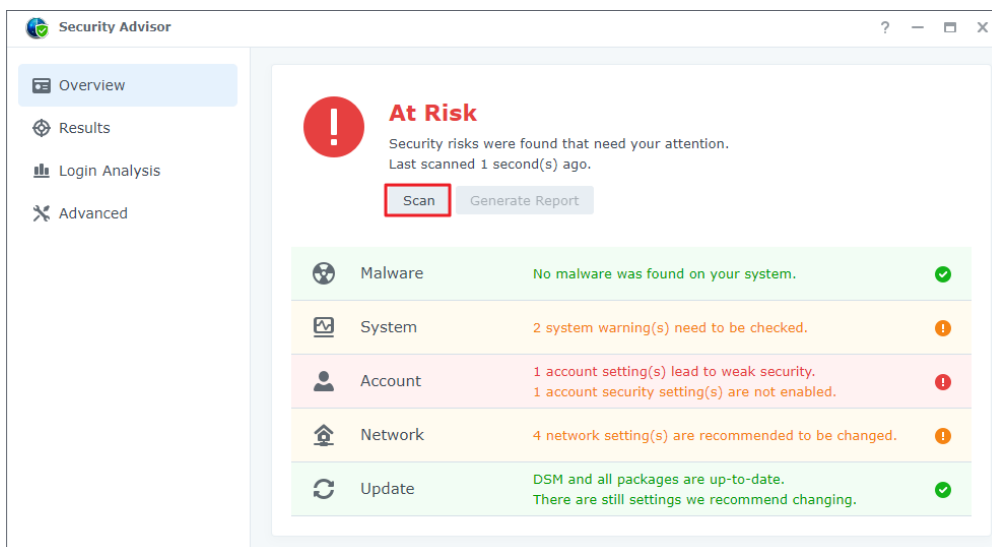 Security Advisor
?
Overview
Results
Login Analysis
Advanced
At Risk
Security risks were found that need your attention.
Last scanned 1 second(s) ago.
Scan Generate Report
Malware No malware was found on your system.
System 2 system warning(s) need to be checked.
Account 1 account setting(s) lead to weak security.
1 account security setting(s) are not enabled.
Network 4 network setting(s) are recommended to be changed.
Update DSM and all packages are up-to-date.
There are still settings we recommend changing.